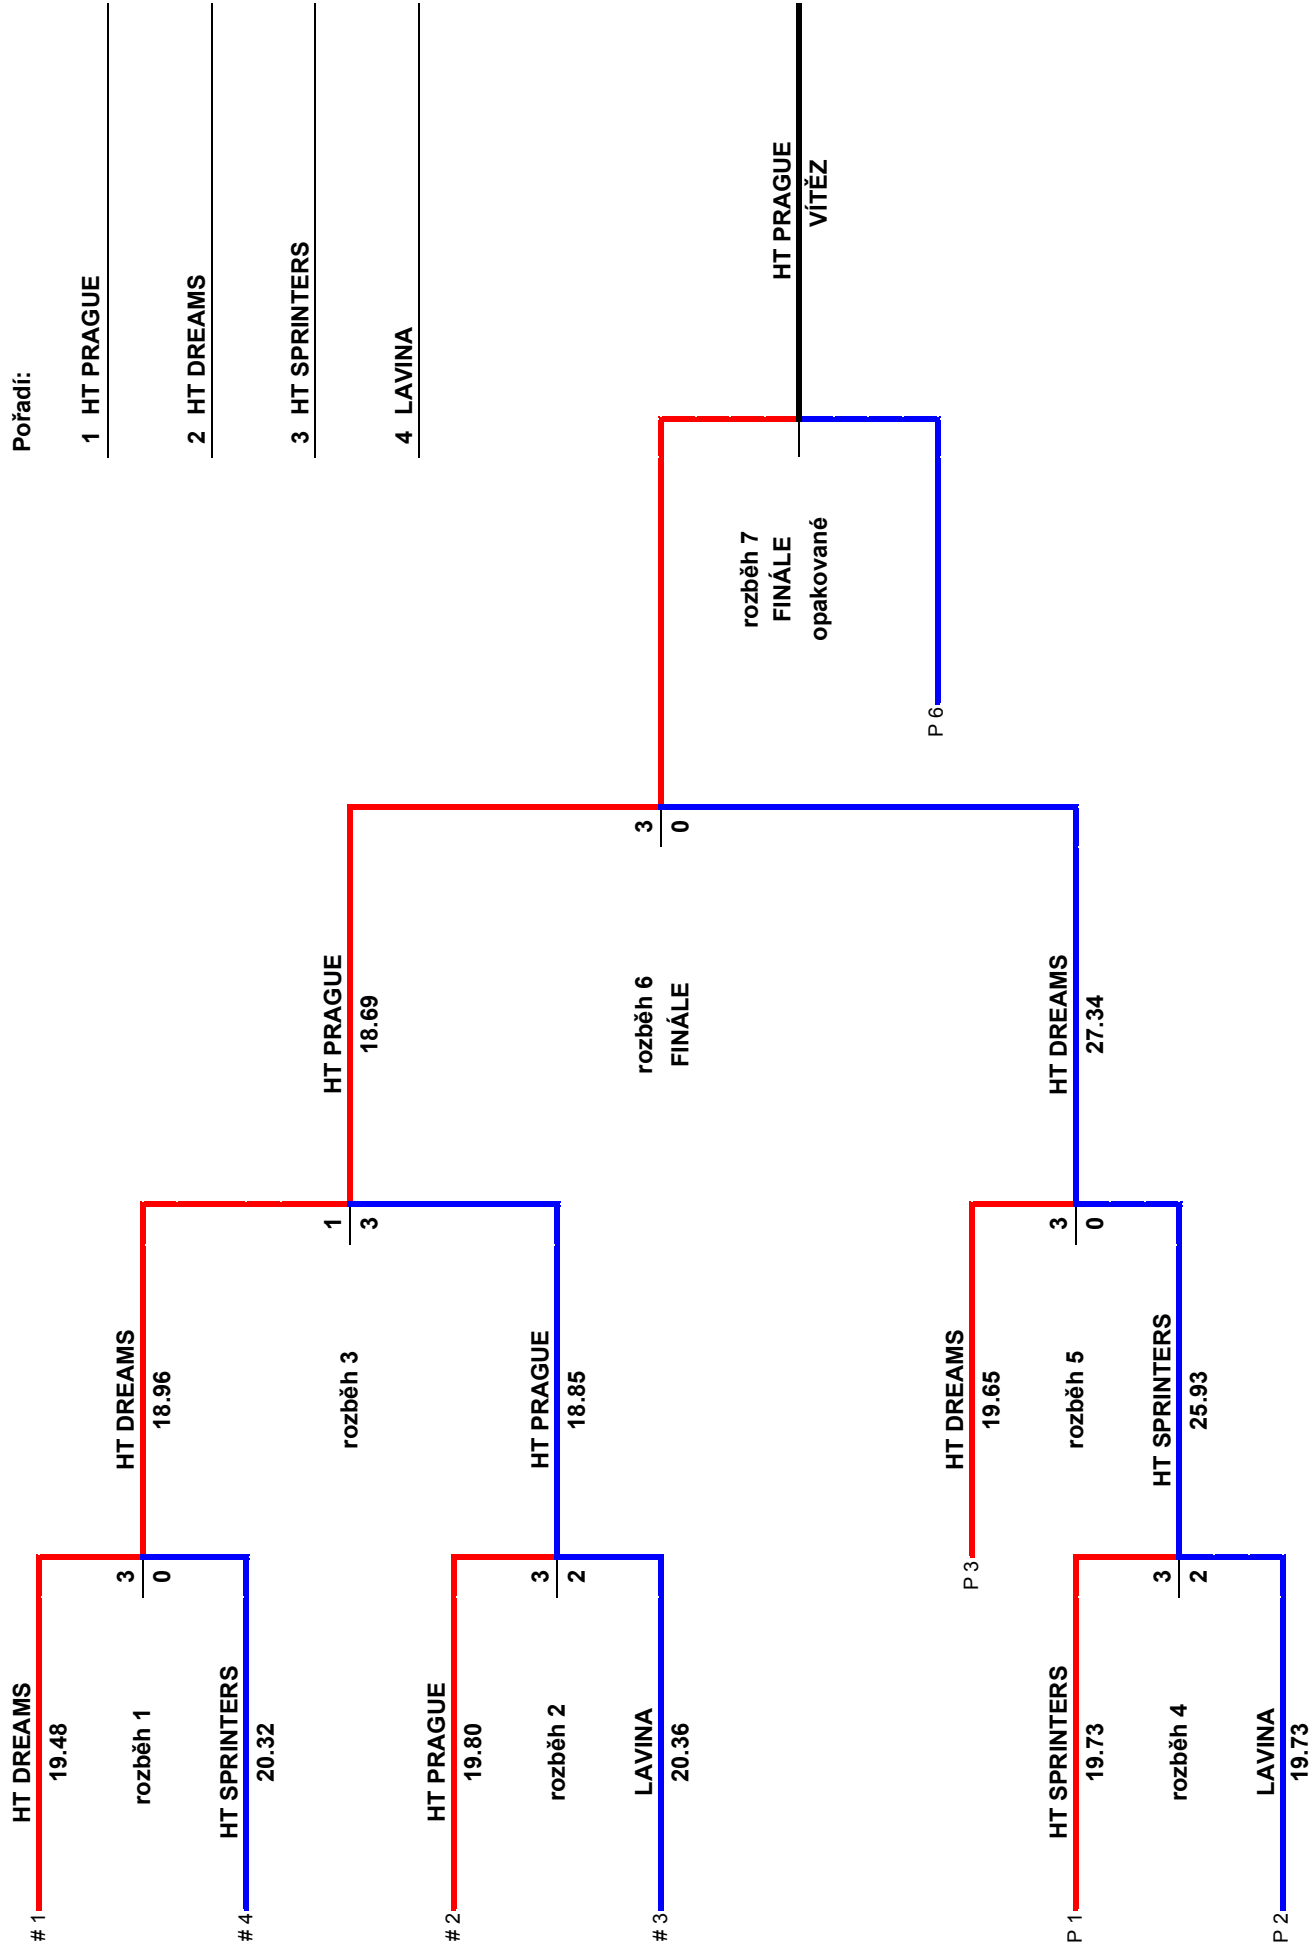 # 1
HT DREAMS
19.48
rozběh 1
3
0
HT SPRINTERS
20.32
# 4
HT DREAMS
18.96
# 2
HT PRAGUE
19.80
rozběh 2
3
2
LAVINA
20.36
# 3
HT PRAGUE
18.85
rozběh 3
1
3
HT PRAGUE
18.69
P 1
HT SPRINTERS
19.73
rozběh 4
3
2
LAVINA
19.73
P 2
P 3
HT DREAMS
19.65
rozběh 5
3
0
HT SPRINTERS
25.93
HT DREAMS
27.34
rozběh 6
FINÁLE
3
0
rozběh 7
FINÁLE
opakované
P 6
HT PRAGUE
VÍTĚZ
Pořadí:
1 HT PRAGUE
2 HT DREAMS
3 HT SPRINTERS
4 LAVINA